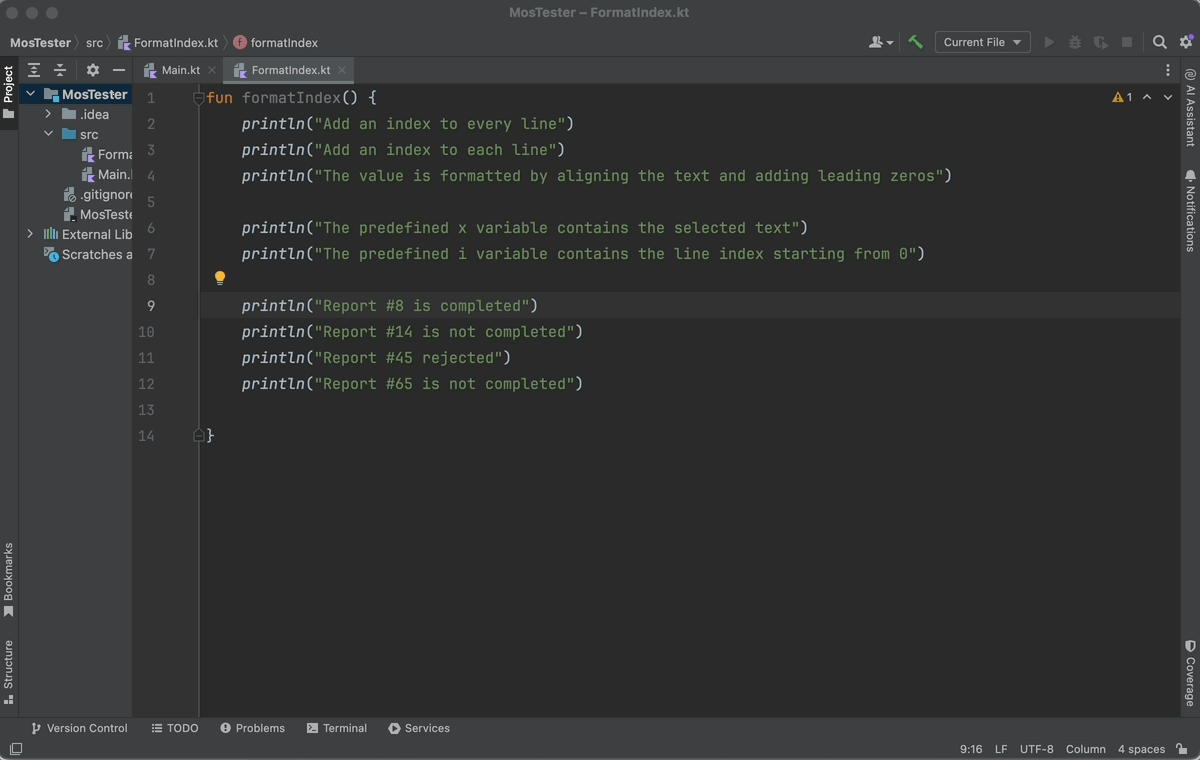 MosTester – FormatIndex.kt
MosTester src FormatIndex.kt f formatIndex Current File
Project
Main.kt FormatIndex.kt
MosTester
.idea
src
Forma
Main.
.gitignore
MosTeste
External Lib
Scratches a
1 fun formatIndex() {
2 println("Add an index to every line")
3 println("Add an index to each line")
4 println("The value is formatted by aligning the text and adding leading zeros")
5
6 println("The predefined x variable contains the selected text")
7 println("The predefined i variable contains the line index starting from 0")
8
9 println("Report #8 is completed")
10 println("Report #14 is not completed")
11 println("Report #45 rejected")
12 println("Report #65 is not completed")
13
14 }
1
AI Assistant
Notifications
Coverage
Bookmarks
Structure
Version Control TODO Problems Terminal Services
9:16 LF UTF-8 Column 4 spaces